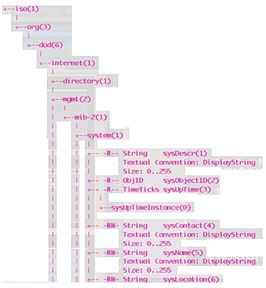 +--iso(1)
|
+--org(3)
|
+--dod(6)
|
+--internet(1)
|
+--directory(1)
|
+--mgmt(2)
|
+--mib-2(1)
|
+--system(1)
|
+-- -R-- String sysDescr(1)
| Textual Convention: DisplayString
| Size: 0..255
+-- -R-- ObjID sysObjectID(2)
+-- -R-- TimeTicks sysUpTime(3)
| |
| +--sysUpTimeInstance(0)
|
+-- -RW- String sysContact(4)
| Textual Convention: DisplayString
| Size: 0..255
+-- -RW- String sysName(5)
| Textual Convention: DisplayString
| Size: 0..255
+-- -RW- String sysLocation(6)